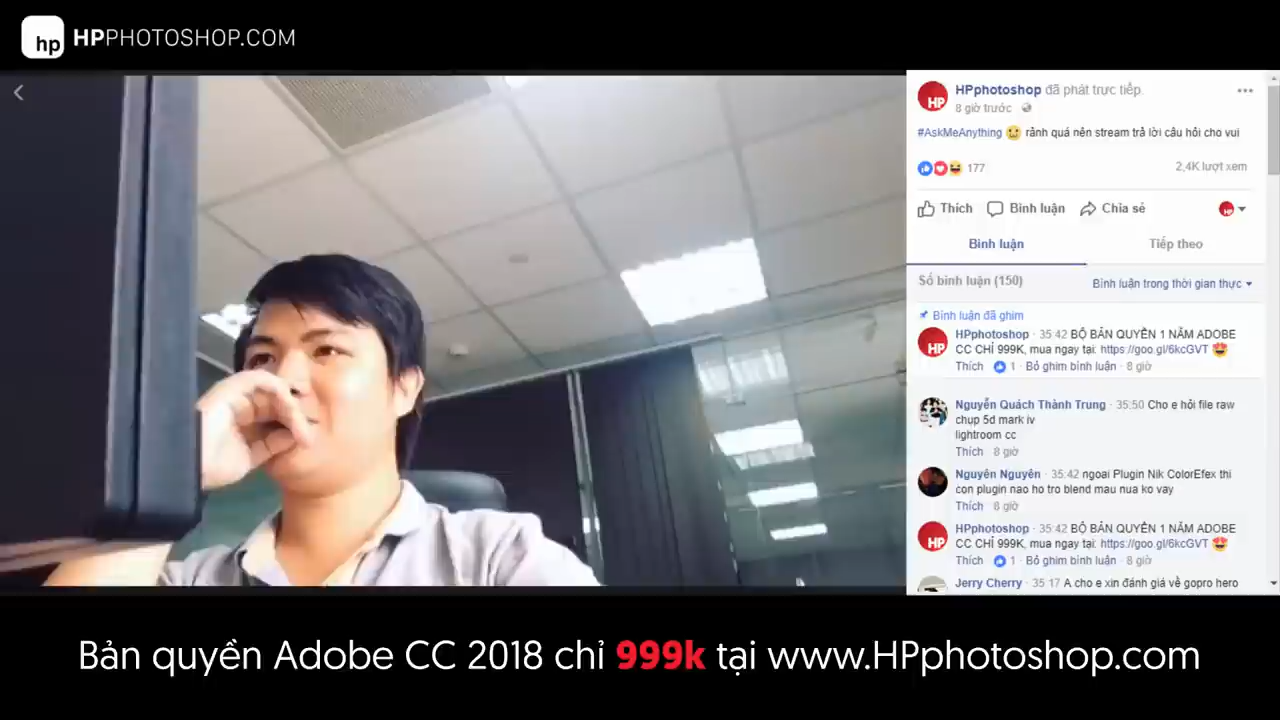 hp HPPHOTOSHOP.COM
HP HPphotoshop đã phát trực tiếp.
8 giờ trước
#AskMeAnything rảnh quá nên stream trả lời câu hỏi cho vui
177 2,4K lượt xem
Thích Bình luận Chia sẻ HP
Bình luận Tiếp theo
Số bình luận (150) Bình luận trong thời gian thực
Bình luận đã ghim
HP HPphotoshop · 35:42 BỘ BẢN QUYỀN 1 NĂM ADOBE
CC CHỈ 999K, mua ngay tại: https://goo.gl/6kcGVT
Thích · 1 · Bỏ ghim bình luận · 8 giờ
Nguyễn Quách Thành Trung · 35:50 Cho e hỏi file raw
chụp 5d mark iv
lightroom cc
Thích · 8 giờ
Nguyên Nguyên · 35:42 ngoai Plugin Nik ColorEfex thi
con plugin nao ho tro blend mau nua ko vay
Thích · 8 giờ
HP HPphotoshop · 35:42 BỘ BẢN QUYỀN 1 NĂM ADOBE
CC CHỈ 999K, mua ngay tại: https://goo.gl/6kcGVT
Thích · 1 · Bỏ ghim bình luận · 8 giờ
Jerry Cherry · 35:17 A cho e xin đánh giá về gopro hero
Bản quyền Adobe CC 2018 chỉ 999k tại www.HPphotoshop.com